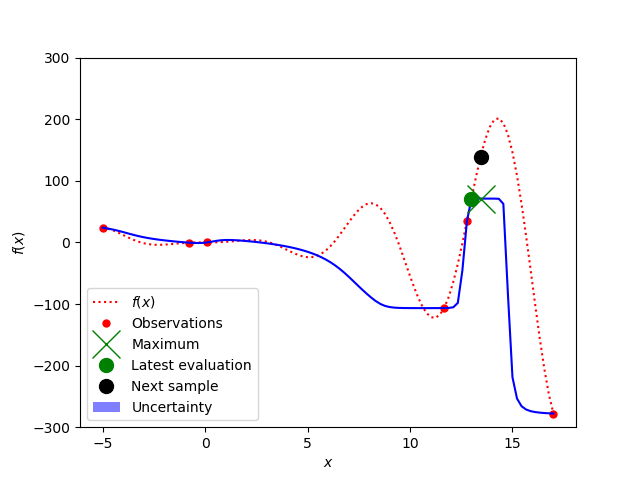 300
200
100
0
−100
−200
−300
f(x)
−5
0
5
10
15
x
f(x)
Observations
Maximum
Latest evaluation
Next sample
Uncertainty